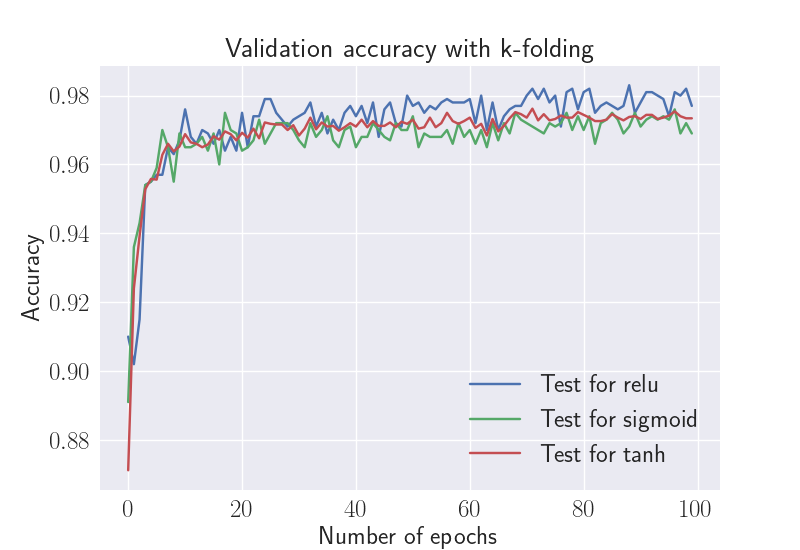 Validation accuracy with k-folding
Accuracy
0.98
0.96
0.94
0.92
0.90
0.88
Test for relu
Test for sigmoid
Test for tanh
0 20 40 60 80 100
Number of epochs